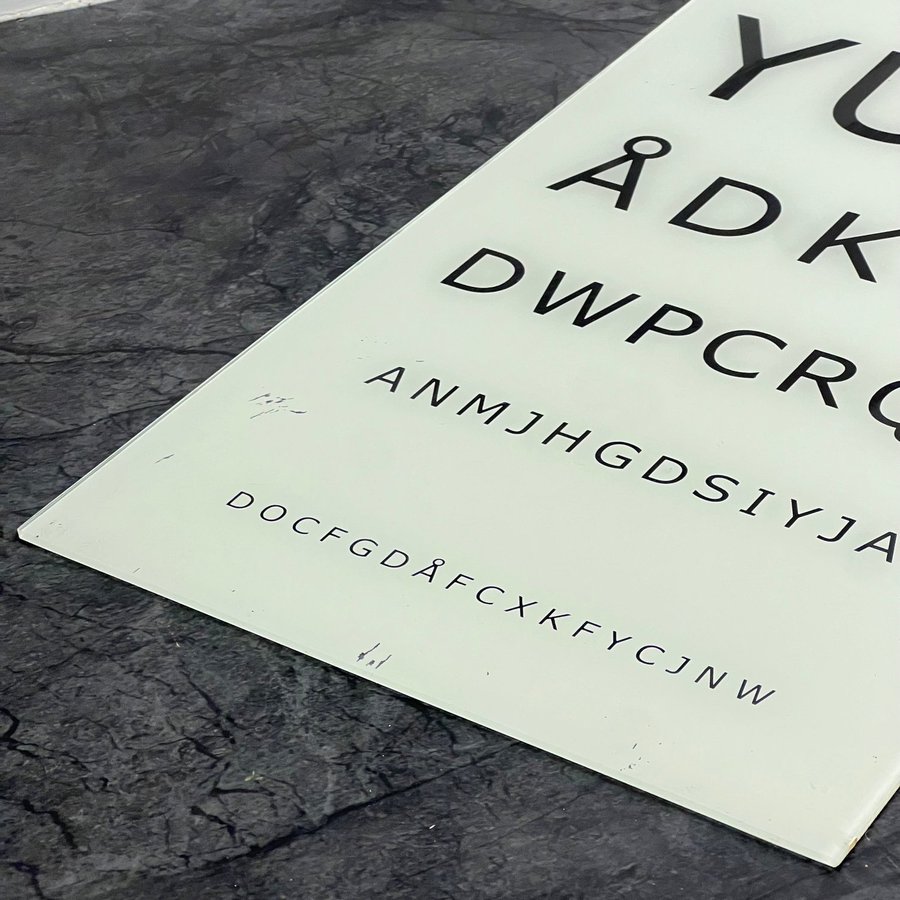 YU
ÅDK
DWPCRQ
ANMJHGDSIYJA
DOCFGDÅFCXKFYCJNW